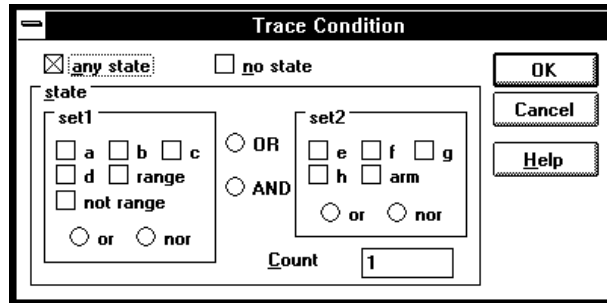 Trace Condition
any state
no state
OK
state
Cancel
set1
set2
a b c
OR
e f g
Help
d range
AND
h arm
not range
or nor
or nor
Count 1